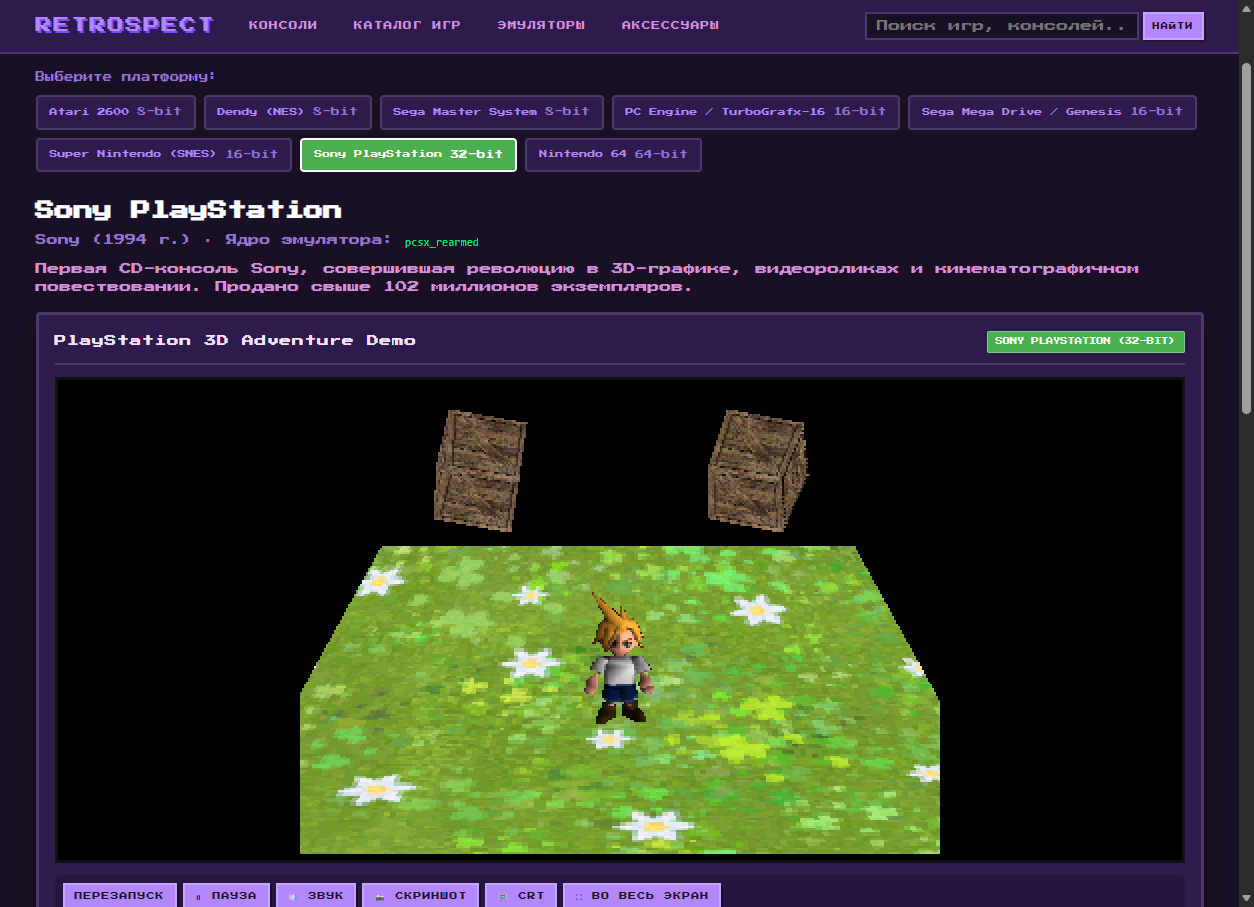 RETROSPECT КОНСОЛИ КАТАЛОГ ИГР ЭМУЛЯТОРЫ АКСЕССУАРЫ Поиск игр, консолей.. НАЙТИ
Выберите платформу:
Atari 2600 8-bit Dendy (NES) 8-bit Sega Master System 8-bit PC Engine / TurboGrafx-16 16-bit Sega Mega Drive / Genesis 16-bit
Super Nintendo (SNES) 16-bit Sony PlayStation 32-bit Nintendo 64 64-bit
Sony PlayStation
Sony (1994 г.) · Ядро эмулятора: pcsx_rearmed
Первая CD-консоль Sony, совершившая революцию в 3D-графике, видеороликах и кинематографичном
повествовании. Продано свыше 102 миллионов экземпляров.
PlayStation 3D Adventure Demo SONY PLAYSTATION (32-BIT)
ПЕРЕЗАПУСК ПАУЗА ЗВУК СКРИНШОТ CRT ВО ВЕСЬ ЭКРАН